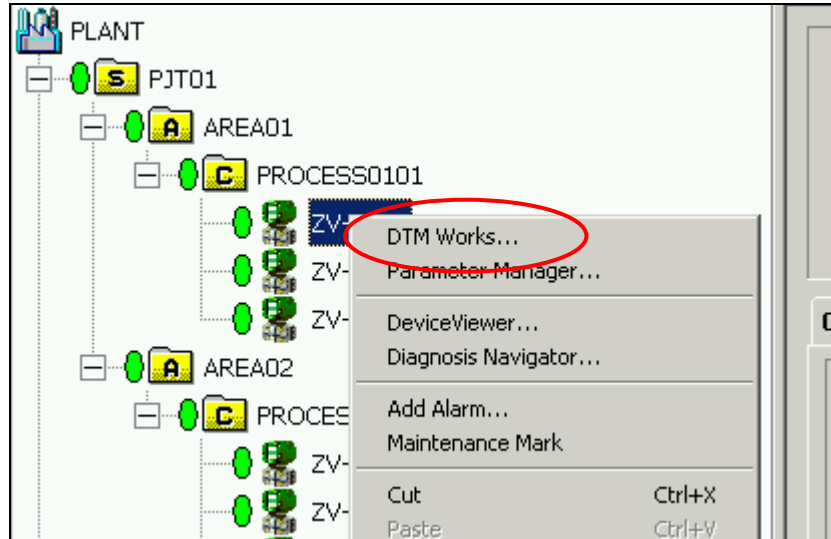 PLANT
S PJT01
A AREA01
C PROCESS0101
ZV-
DTM Works...
ZV-
Parameter Manager...
ZV-
DeviceViewer...
A AREA02
Diagnosis Navigator...
C PROCES
Add Alarm...
ZV-
Maintenance Mark
ZV-
Cut Ctrl+X
Paste Ctrl+V